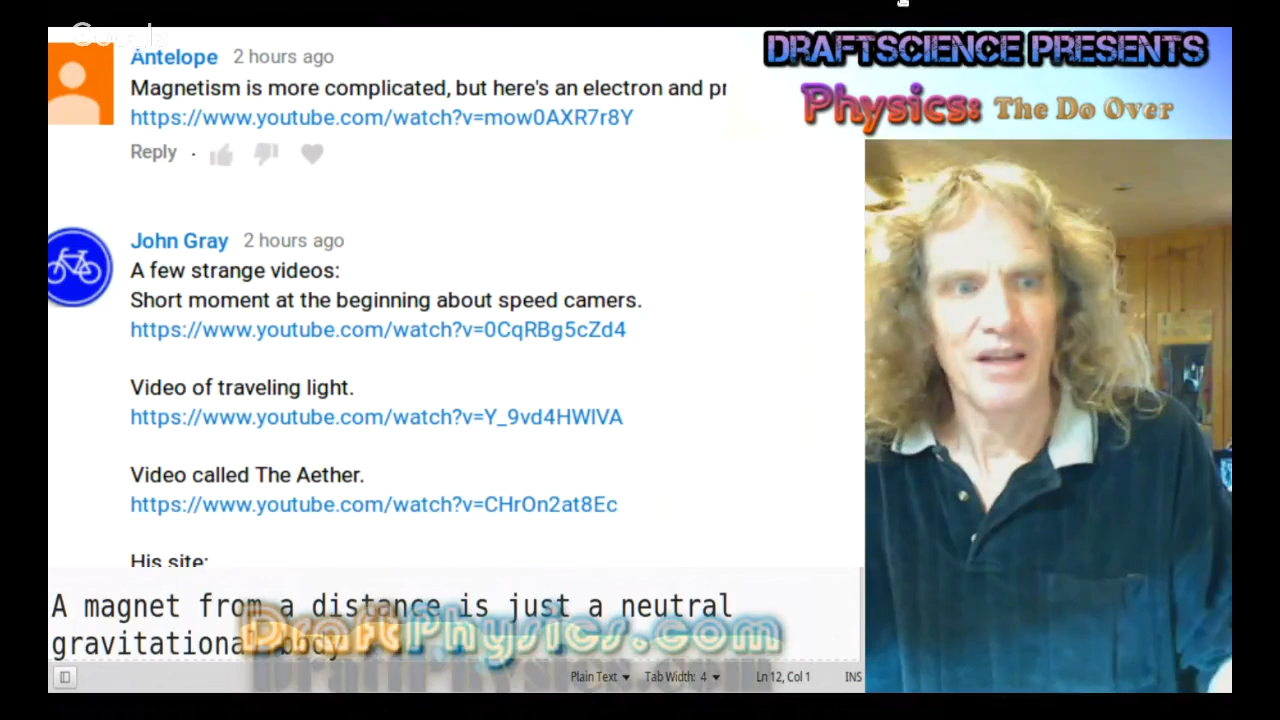 Google
DRAFTSCIENCE PRESENTS
Physics: The Do Over
Antelope 2 hours ago
Magnetism is more complicated, but here's an electron and pr
https://www.youtube.com/watch?v=mow0AXR7r8Y
Reply
John Gray 2 hours ago
A few strange videos:
Short moment at the beginning about speed camers.
https://www.youtube.com/watch?v=0CqRBg5cZd4
Video of traveling light.
https://www.youtube.com/watch?v=Y_9vd4HWlVA
Video called The Aether.
https://www.youtube.com/watch?v=CHrOn2at8Ec
His site:
A magnet from a distance is just a neutral
gravitational body
DraftPhysics.com
Plain Text Tab Width: 4 Ln 12, Col 1 INS